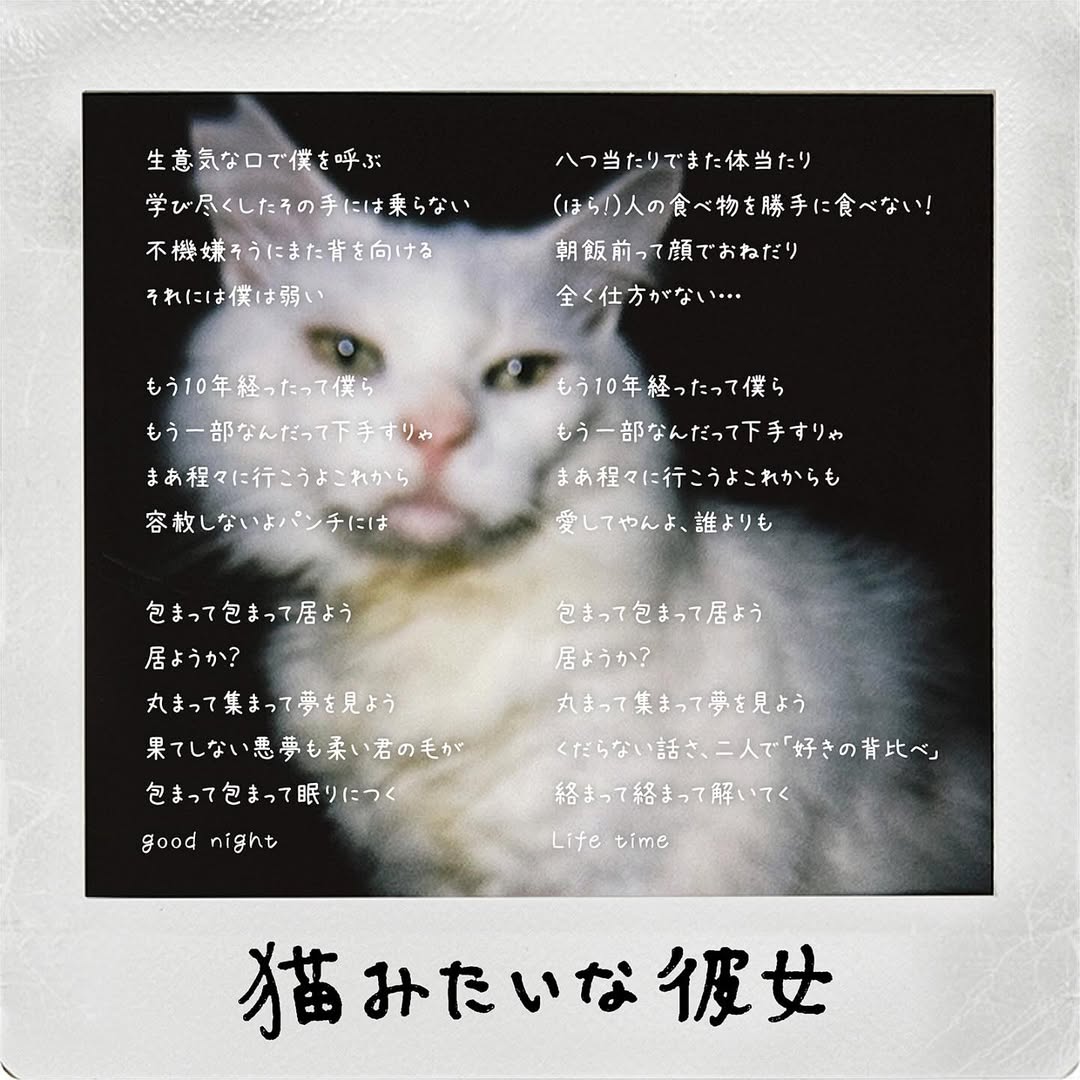 生意気な口で僕を呼ぶ
学び尽くしたその手には乗らない
不機嫌そうにまた背を向ける
それには僕は弱い
もう10年経ったって僕ら
もう一部なんだって下手すりゃ
まあ程々に行こうよこれから
容赦しないよパンチには
包まって包まって居よう
居ようか?
丸まって集まって夢を見よう
果てしない悪夢も柔い君の毛が
包まって包まって眠りにつく
good night
八つ当たりでまた体当たり
(ほら!)人の食べ物を勝手に食べない!
朝飯前って顔でおねだり
全く仕方がない…
もう10年経ったって僕ら
もう一部なんだって下手すりゃ
まあ程々に行こうよこれからも
愛してやんよ、誰よりも
包まって包まって居よう
居ようか?
丸まって集まって夢を見よう
くだらない話さ、二人で「好きの背比べ」
絡まって絡まって解いてく
Life time
猫みたいな彼女